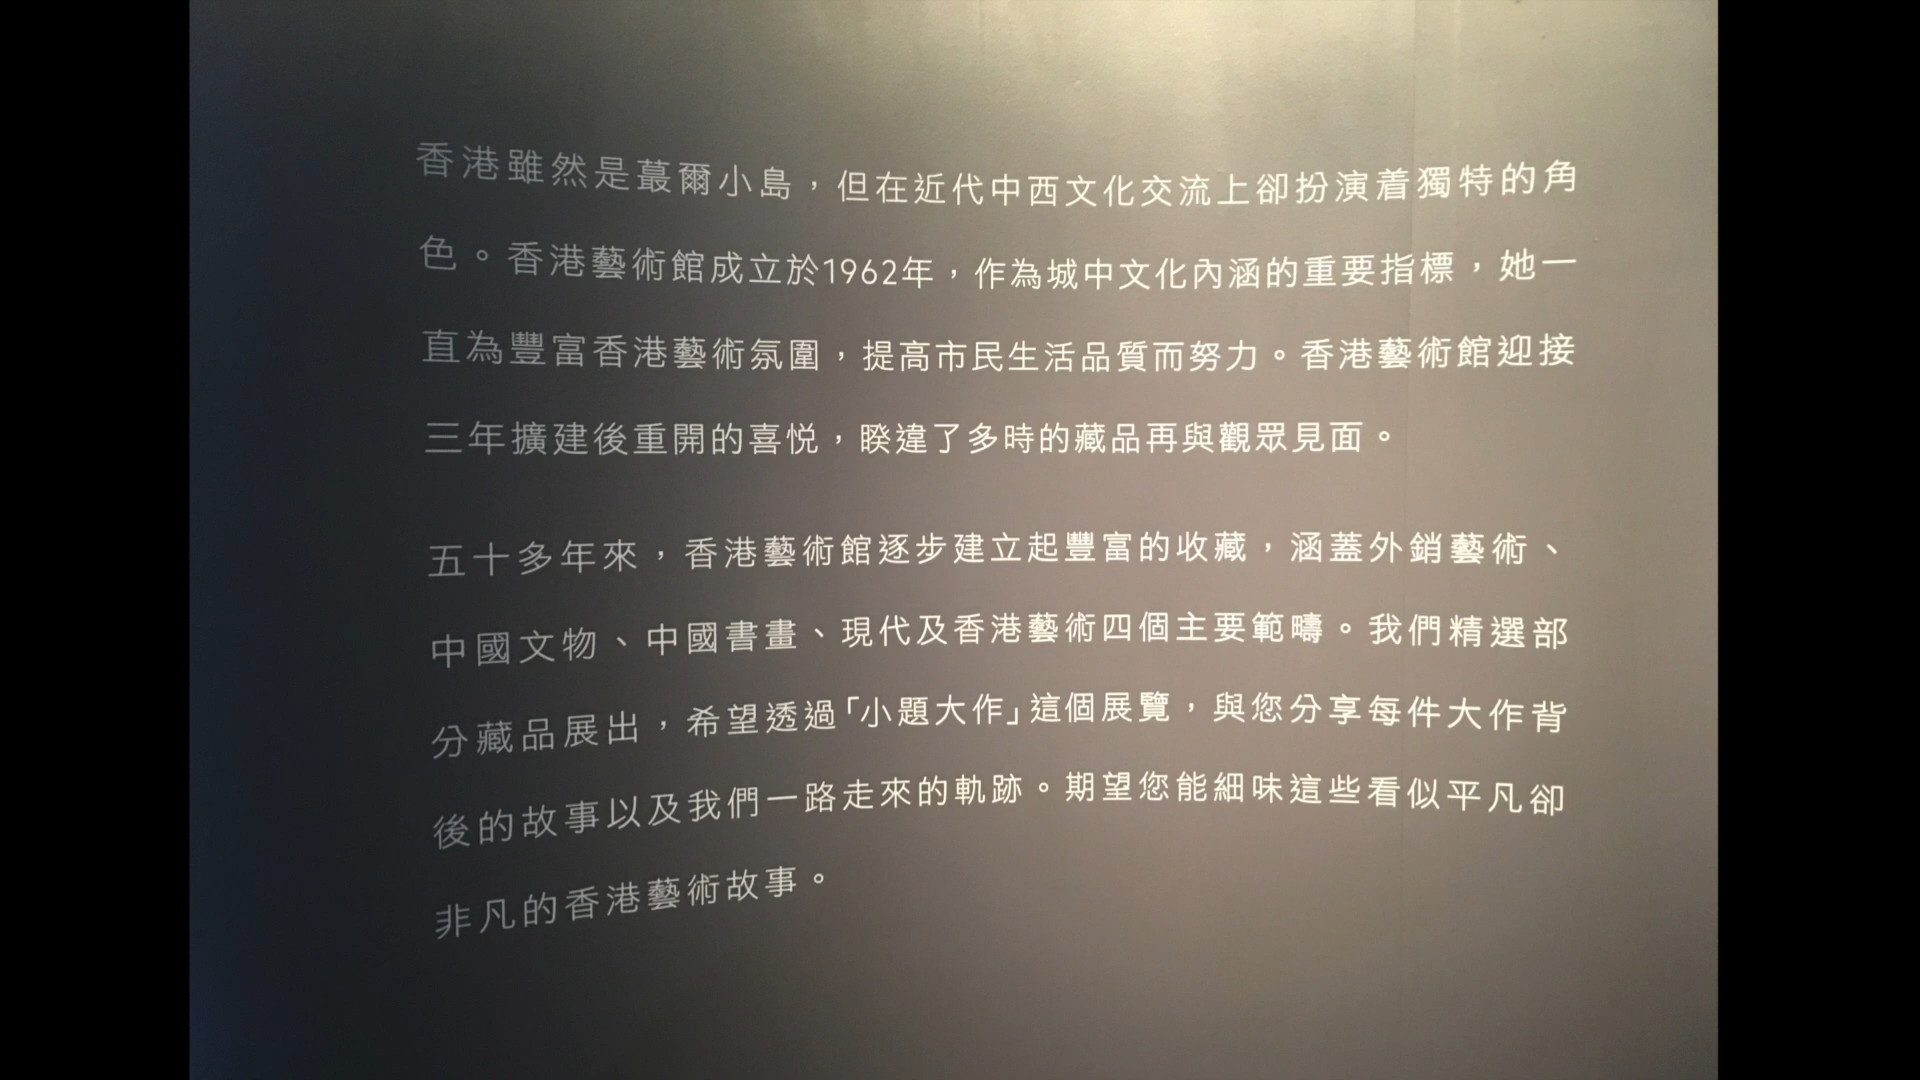 香港雖然是蕞爾小島，但在近代中西文化交流上卻扮演着獨特的角
色。香港藝術館成立於1962年，作為城中文化內涵的重要指標，她一
直為豐富香港藝術氛圍，提高市民生活品質而努力。香港藝術館迎接
三年擴建後重開的喜悅，睽違了多時的藏品再與觀眾見面。
五十多年來，香港藝術館逐步建立起豐富的收藏，涵蓋外銷藝術、
中國文物、中國書畫、現代及香港藝術四個主要範疇。我們精選部
分藏品展出，希望透過「小題大作」這個展覽，與您分享每件大作背
後的故事以及我們一路走來的軌跡。期望您能細味這些看似平凡卻
非凡的香港藝術故事。